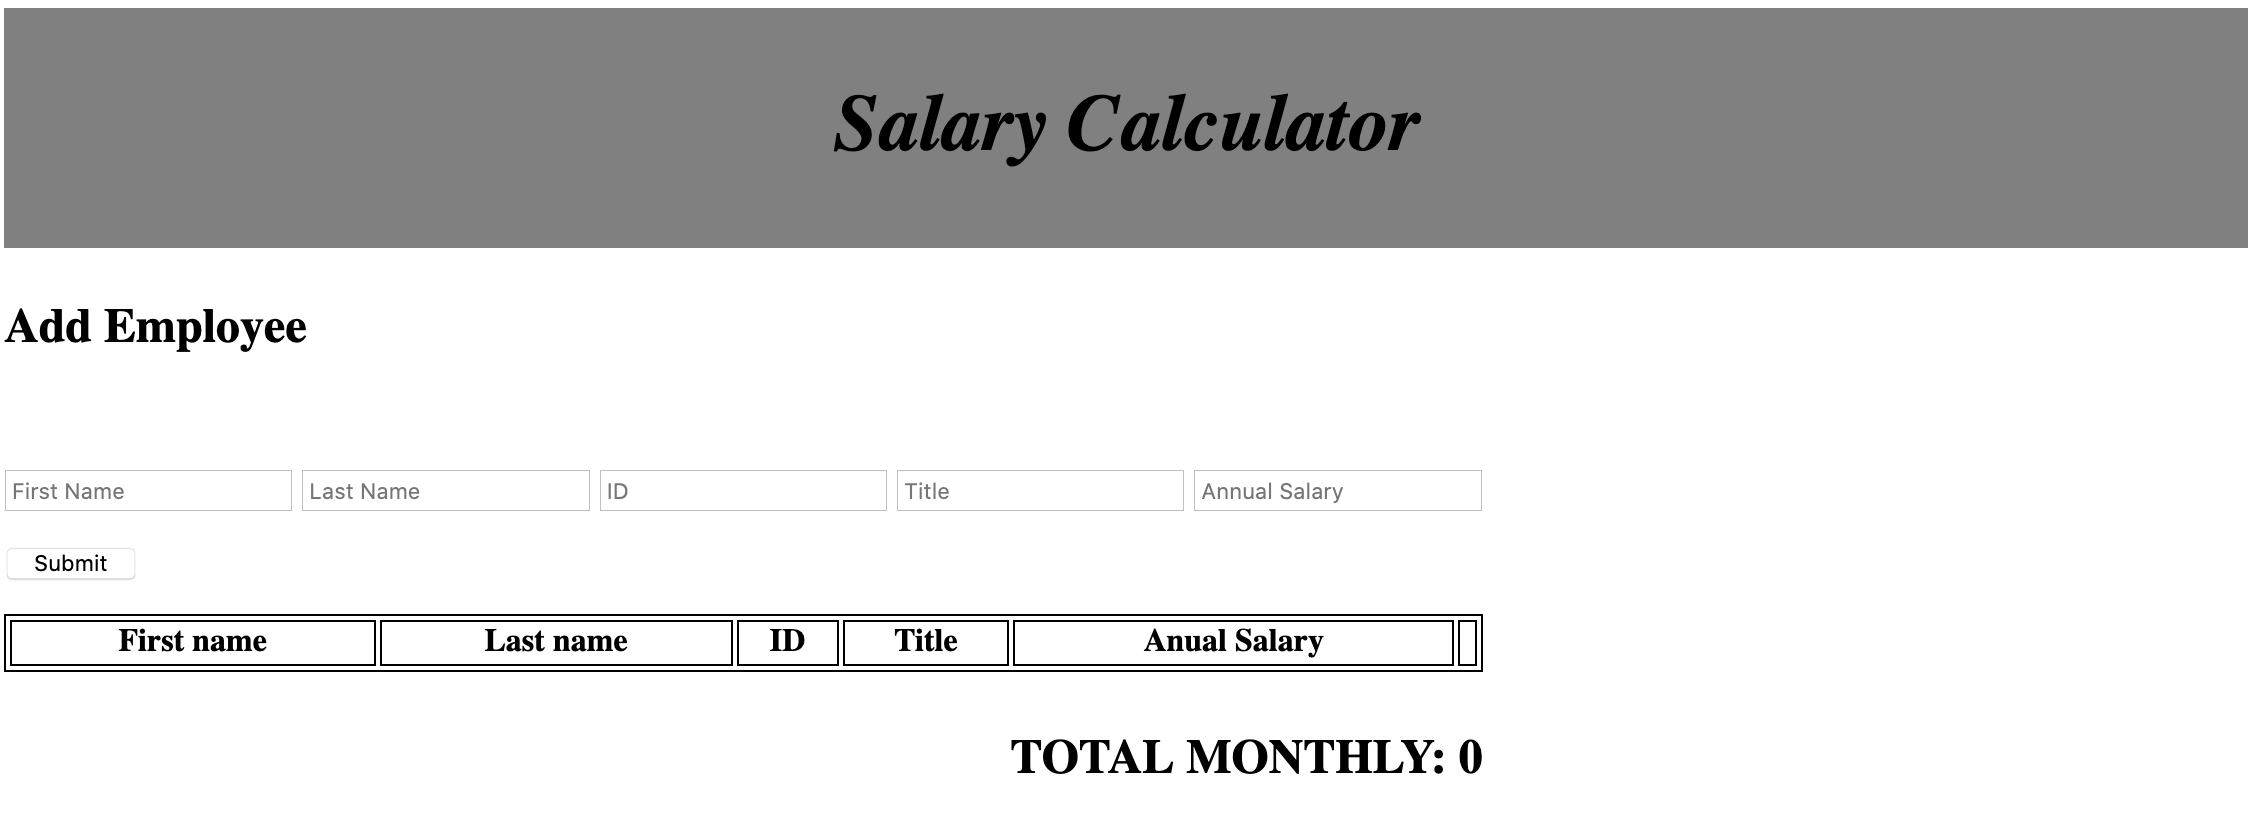 Salary Calculator
Add Employee
First Name Last Name ID Title Annual Salary
Submit
First name Last name ID Title Anual Salary
TOTAL MONTHLY: 0